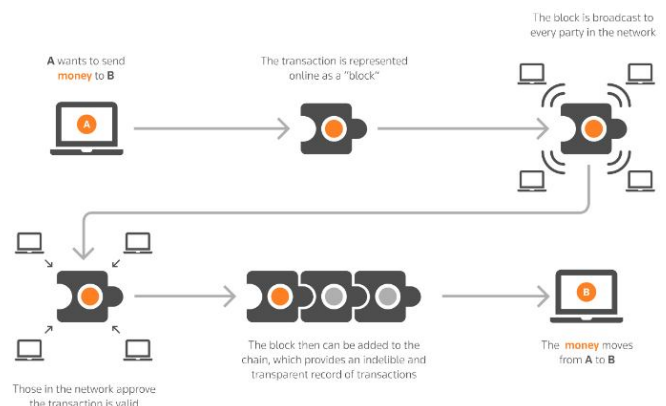 A wants to send
money to B
A
The transaction is represented
online as a "block"
The block is broadcast to
every party in the network
Those in the network approve
the transaction is valid
The block then can be added to the
chain, which provides an indelible and
transparent record of transactions
B
The money moves
from A to B